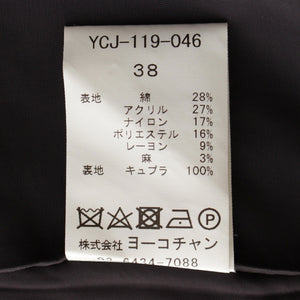 YCJ-119-046
38
表地 綿 28%
アクリル 27%
ナイロン 17%
ポリエステル 16%
レーヨン 9%
麻 3%
裏地 キュプラ 100%
株式会社 ヨーコチャン
6434-7088